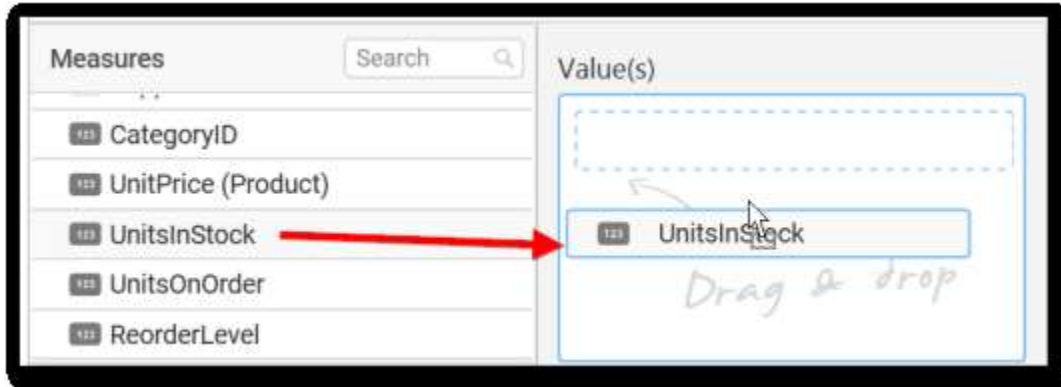 Measures
Search
CategoryID
UnitPrice (Product)
UnitsInStock
UnitsOnOrder
ReorderLevel
Value(s)
UnitsInStock
Drag & drop